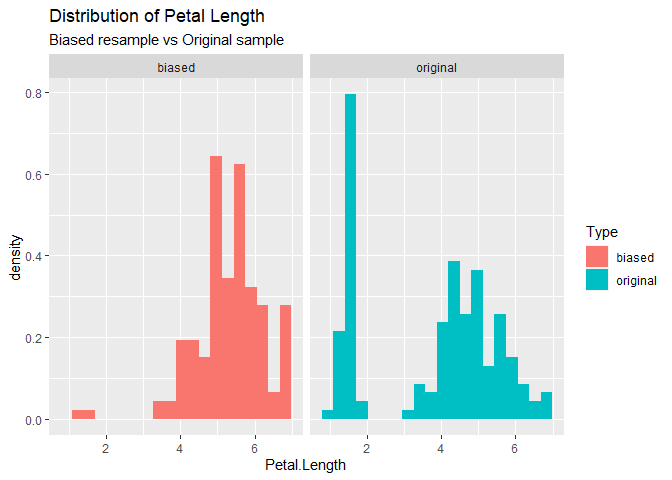 Distribution of Petal Length
Biased resample vs Original sample
biased original
0.8
0.6
0.4
0.2
0.0
density
2 4 6 2 4 6
Petal.Length
Type
biased
original